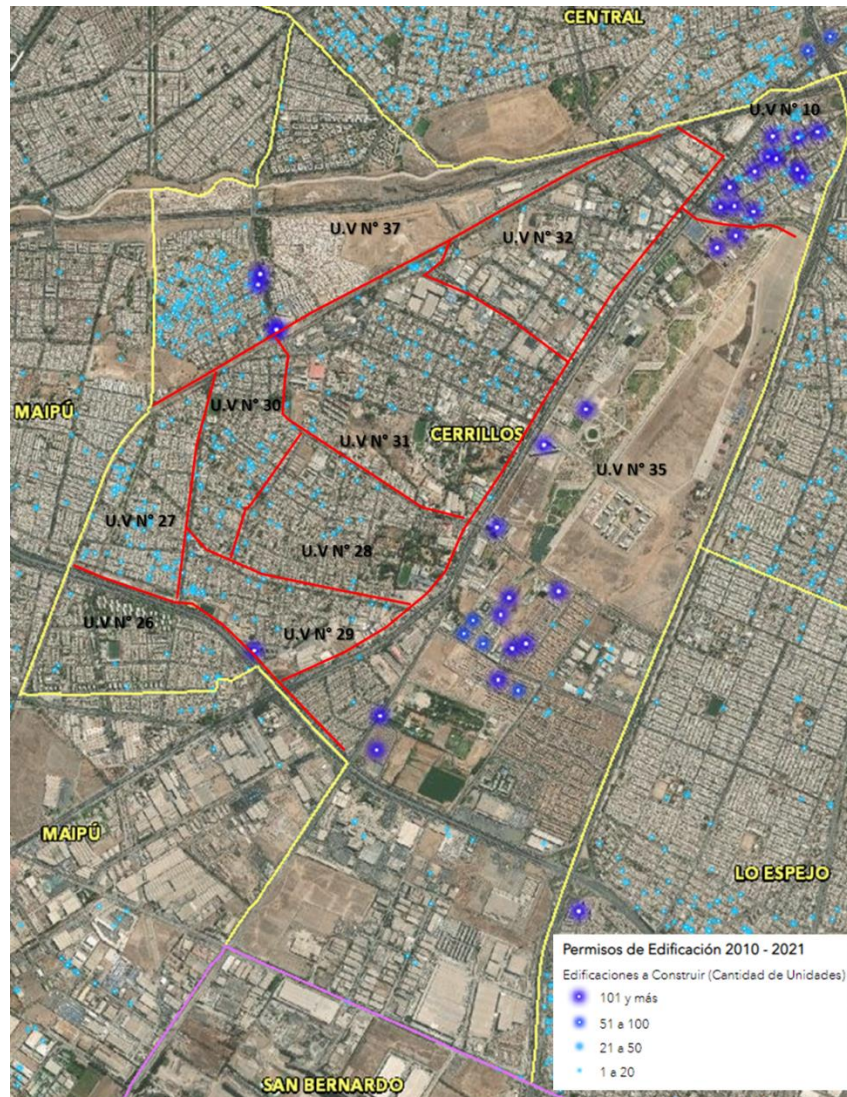 CENTRAL
U.V N° 10
U.V N° 37
U.V N° 32
MAIPÚ
U.V N° 30
U.V N° 31
CERRILLOS
U.V N° 35
U.V N° 27
U.V N° 28
U.V N° 26
U.V N° 29
MAIPÚ
LO ESPEJO
SAN BERNARDO
Permisos de Edificación 2010 - 2021
Edificaciones a Construir (Cantidad de Unidades)
101 y más
51 a 100
21 a 50
1 a 20